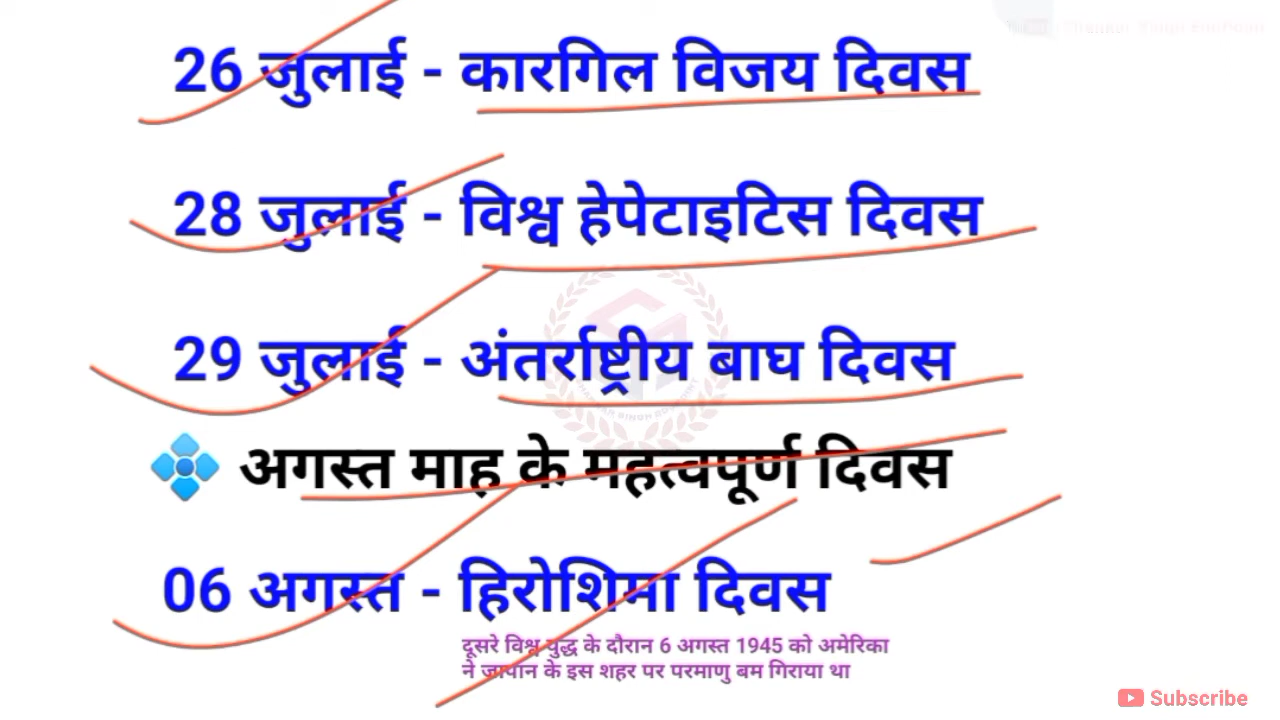 26 जुलाई - कारगिल विजय दिवस
28 जुलाई - विश्व हेपेटाइटिस दिवस
29 जुलाई - अंतर्राष्ट्रीय बाघ दिवस
अगस्त माह के महत्वपूर्ण दिवस
06 अगस्त - हिरोशिमा दिवस
दूसरे विश्व युद्ध के दौरान 6 अगस्त 1945 को अमेरिका
ने जापान के इस शहर पर परमाणु बम गिराया था
Subscribe